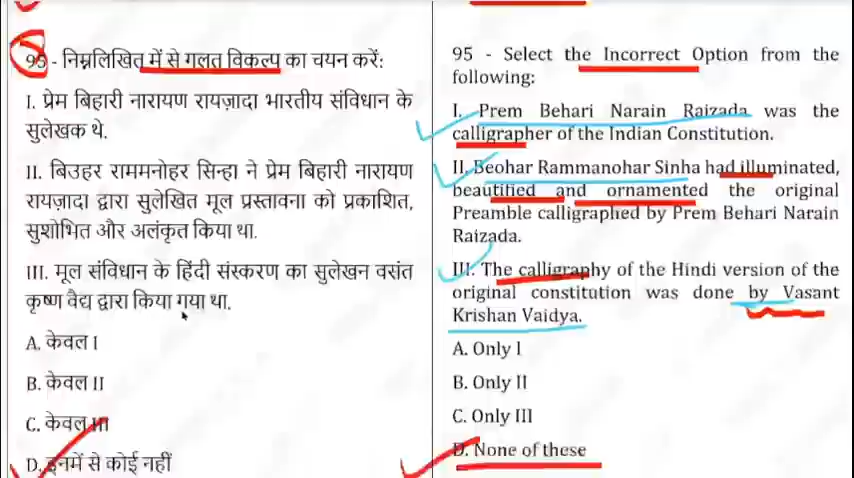 95 - निम्नलिखित में से गलत विकल्प का चयन करें:
I. प्रेम बिहारी नारायण रायज़ादा भारतीय संविधान के
सुलेखक थे.
II. बिउहर राममनोहर सिन्हा ने प्रेम बिहारी नारायण
रायज़ादा द्वारा सुलेखित मूल प्रस्तावना को प्रकाशित,
सुशोभित और अलंकृत किया था.
III. मूल संविधान के हिंदी संस्करण का सुलेखन वसंत
कृष्ण वैद्य द्वारा किया गया था.
A. केवल I
B. केवल II
C. केवल III
D. इनमें से कोई नहीं
95 - Select the Incorrect Option from the
following:
I. Prem Behari Narain Raizada was the
calligrapher of the Indian Constitution.
II. Beohar Rammanohar Sinha had illuminated,
beautified and ornamented the original
Preamble calligraphed by Prem Behari Narain
Raizada.
III. The calligraphy of the Hindi version of the
original constitution was done by Vasant
Krishan Vaidya.
A. Only I
B. Only II
C. Only III
D. None of these